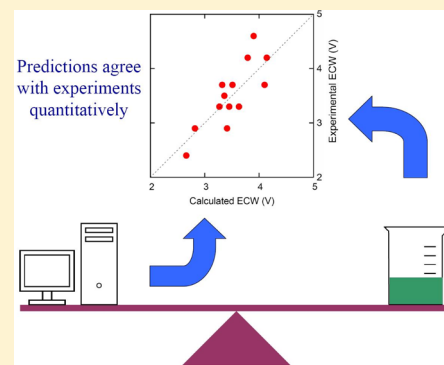 Predictions agree
with experiments
quantitatively
5
4
3
2
Experimental ECW (V)
2 3 4 5
Calculated ECW (V)